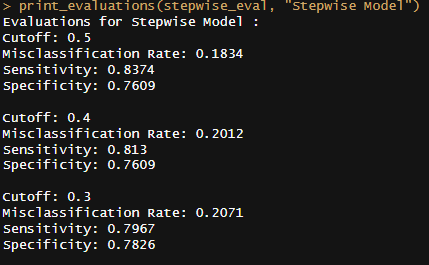 > print_evaluations(stepwise_eval, "Stepwise Model")
Evaluations for Stepwise Model :
Cutoff: 0.5
Misclassification Rate: 0.1834
Sensitivity: 0.8374
Specificity: 0.7609

Cutoff: 0.4
Misclassification Rate: 0.2012
Sensitivity: 0.813
Specificity: 0.7609

Cutoff: 0.3
Misclassification Rate: 0.2071
Sensitivity: 0.7967
Specificity: 0.7826